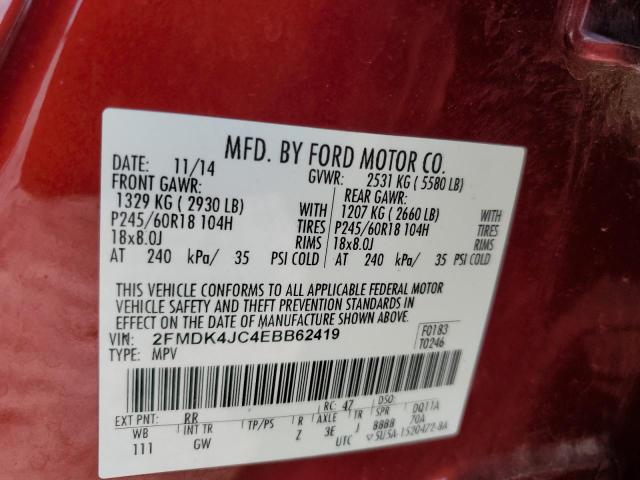 MFD. BY FORD MOTOR CO.
DATE: 11/14 GVWR: 2531 KG ( 5580 LB)
FRONT GAWR: REAR GAWR:
1329 KG ( 2930 LB) WITH 1207 KG ( 2660 LB) WITH
P245/60R18 104H TIRES P245/60R18 104H TIRES
18x8.0J RIMS 18x8.0J RIMS
AT 240 kPa/ 35 PSI COLD AT 240 kPa/ 35 PSI COLD
THIS VEHICLE CONFORMS TO ALL APPLICABLE FEDERAL MOTOR
VEHICLE SAFETY AND THEFT PREVENTION STANDARDS IN
EFFECT ON THE DATE OF MANUFACTURE SHOWN ABOVE.
VIN: 2FMDK4JC4EBB62419 F0183
TYPE: MPV T0246
EXT PNT: RR RC: 47 DSO:
WB INT TR TP/PS R AXLE TR SPR DQ11A
111 GW Z 3E J BBBB 70A
UTC